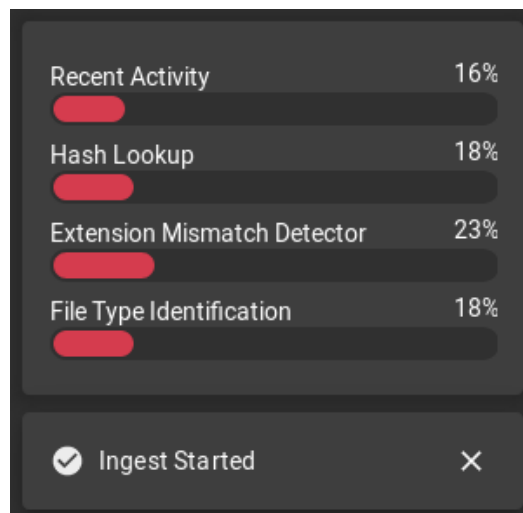 Recent Activity 16%
Hash Lookup 18%
Extension Mismatch Detector 23%
File Type Identification 18%
Ingest Started